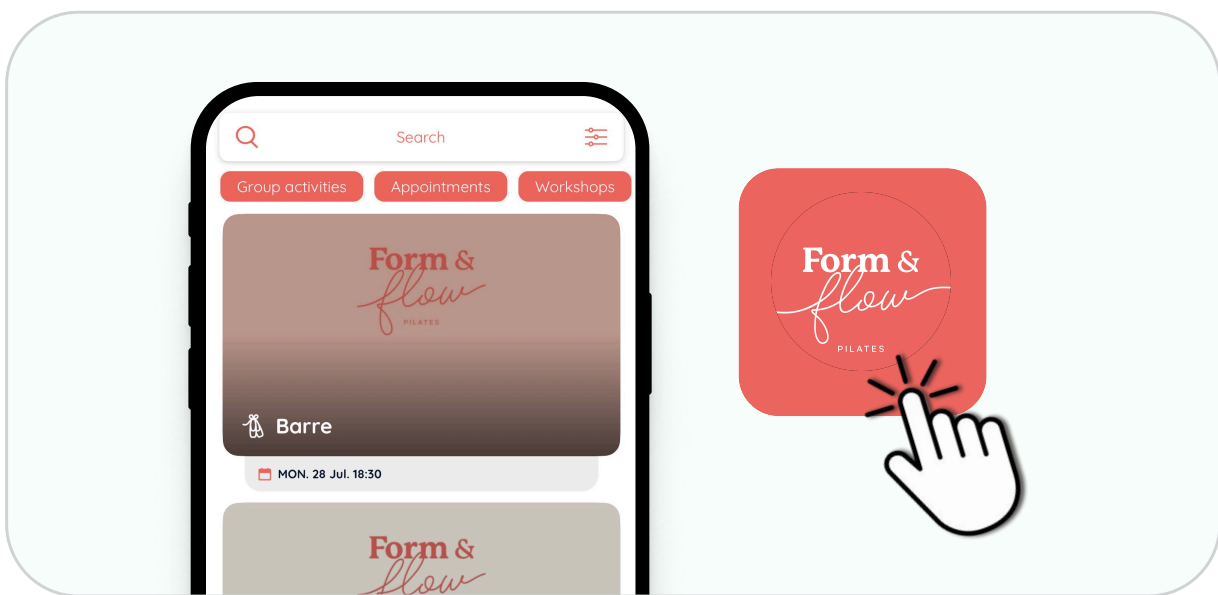 Search
Group activities Appointments Workshops
Form &
flow
PILATES
Barre
MON. 28 Jul. 18:30
Form &
flow
Form &
flow
PILATES